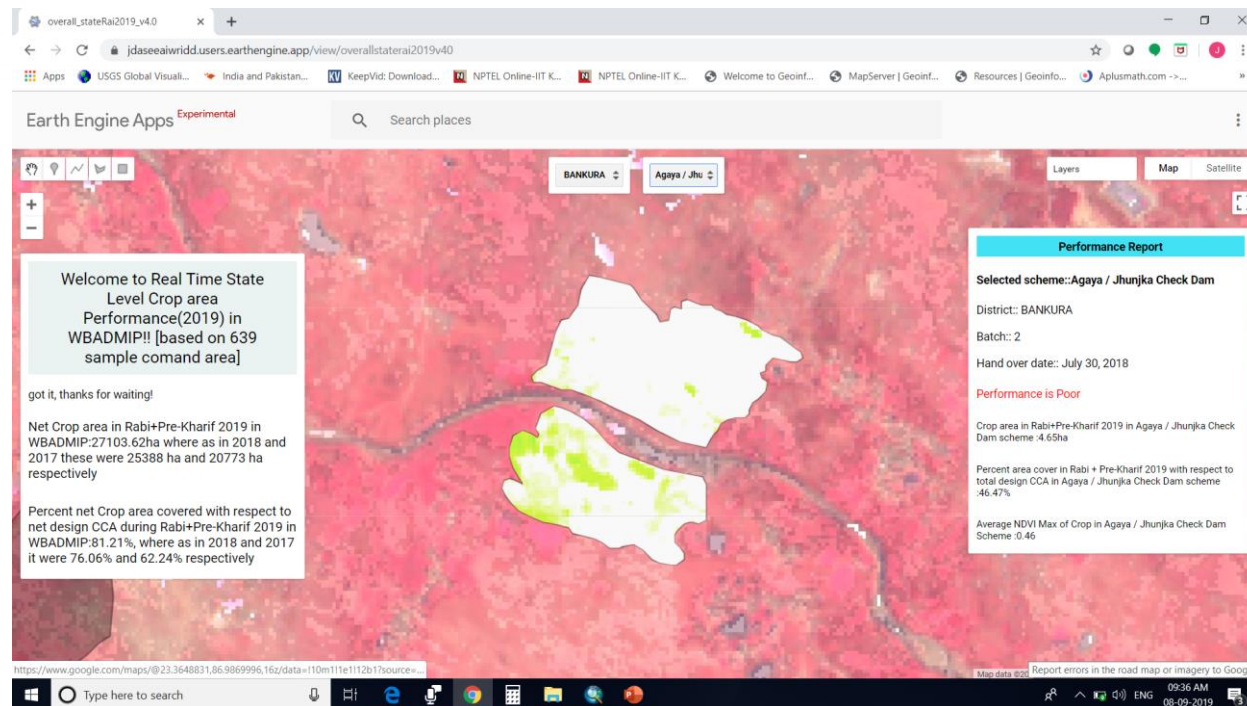 overall_stateRai2019_v4.0
jdaseeaiwridd.users.earthengine.app/view/overallstaterai2019v40
Apps USGS Global Visuali... India and Pakistan... KeepVid: Download... NPTEL Online-IIT K... NPTEL Online-IIT K... Welcome to Geoinf... MapServer | Geoinf... Resources | Geoinfo... Aplusmath.com ->... »
Earth Engine Apps Experimental
Search places
BANKURA Agaya / Jhu
Layers Map Satellite
+
−
Welcome to Real Time State
Level Crop area
Performance(2019) in
WBADMIP!! [based on 639
sample comand area]
got it, thanks for waiting!
Net Crop area in Rabi+Pre-Kharif 2019 in
WBADMIP:27103.62ha where as in 2018 and
2017 these were 25388 ha and 20773 ha
respectively
Percent net Crop area covered with respect to
net design CCA during Rabi+Pre-Kharif 2019 in
WBADMIP:81.21%, where as in 2018 and 2017
it were 76.06% and 62.24% respectively
Performance Report
Selected scheme::Agaya / Jhunjka Check Dam
District:: BANKURA
Batch:: 2
Hand over date:: July 30, 2018
Performance is Poor
Crop area in Rabi+Pre-Kharif 2019 in Agaya / Jhunjka Check
Dam scheme :4.65ha
Percent area cover in Rabi + Pre-Kharif 2019 with respect to
total design CCA in Agaya / Jhunjka Check Dam scheme
:46.47%
Average NDVI Max of Crop in Agaya / Jhunjka Check Dam
Scheme :0.46
https://www.google.com/maps/@23.3648831,86.9869996,16z/data=!10m1!1e1!12b1?source=...
Map data ©20
Report errors in the road map or imagery to Goog
Type here to search
ENG
09:36 AM
08-09-2019